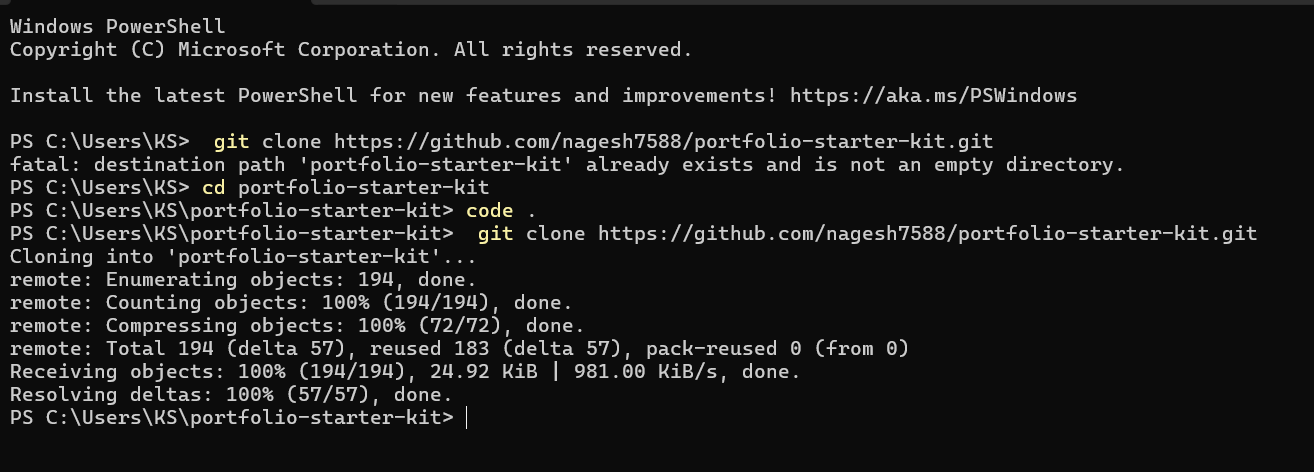 Windows PowerShell
Copyright (C) Microsoft Corporation. All rights reserved.
Install the latest PowerShell for new features and improvements! https://aka.ms/PSWindows
PS C:\Users\KS>  git clone https://github.com/nagesh7588/portfolio-starter-kit.git
fatal: destination path 'portfolio-starter-kit' already exists and is not an empty directory.
PS C:\Users\KS> cd portfolio-starter-kit
PS C:\Users\KS\portfolio-starter-kit> code .
PS C:\Users\KS\portfolio-starter-kit>  git clone https://github.com/nagesh7588/portfolio-starter-kit.git
Cloning into 'portfolio-starter-kit'...
remote: Enumerating objects: 194, done.
remote: Counting objects: 100% (194/194), done.
remote: Compressing objects: 100% (72/72), done.
remote: Total 194 (delta 57), reused 183 (delta 57), pack-reused 0 (from 0)
Receiving objects: 100% (194/194), 24.92 KiB | 981.00 KiB/s, done.
Resolving deltas: 100% (57/57), done.
PS C:\Users\KS\portfolio-starter-kit>